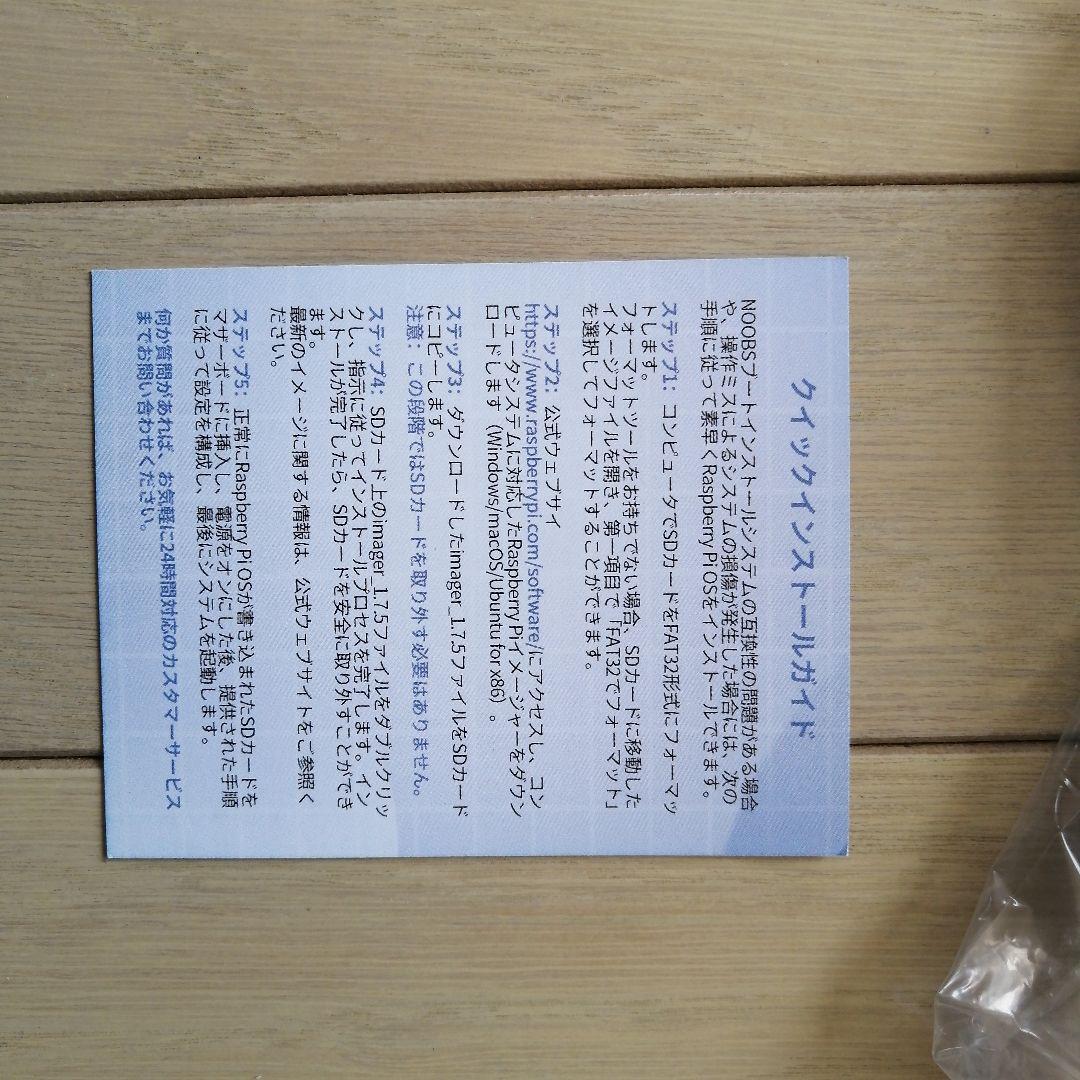 クイックインストールガイド
NOOBSブートインストールシステムの互換性の問題がある場合
や、操作ミスによるシステムの損傷が発生した場合には、次の
手順に従って素早くRaspberry Pi OSをインストールできます。
ステップ1： コンピュータでSDカードをFAT32形式にフォーマッ
トします。
フォーマットツールをお持ちでない場合、SDカードに移動した
イメージファイルを開き、第一項目で「FAT32でフォーマット」
を選択してフォーマットすることができます。
ステップ2： 公式ウェブサイ
https://www.raspberrypi.com/software/にアクセスし、コン
ピュータシステムに対応したRaspberry Piイメージャーをダウン
ロードします（Windows/macOS/Ubuntu for x86）。
ステップ3： ダウンロードしたimager_1.7.5ファイルをSDカード
にコピーします。
注意：この段階ではSDカードを取り外す必要はありません。
ステップ4： SDカード上のimager_1.7.5ファイルをダブルクリッ
クし、指示に従ってインストールプロセスを完了します。イン
ストールが完了したら、SDカードを安全に取り外すことができ
ます。
最新のイメージに関する情報は、公式ウェブサイトをご参照く
ださい。
ステップ5： 正常にRaspberry Pi OSが書き込まれたSDカードを
マザーボードに挿入し、電源をオンにした後、提供された手順
に従って設定を構成し、最後にシステムを起動します。
何か質問があれば、お気軽に24時間対応のカスタマーサービス
までお問い合わせください。